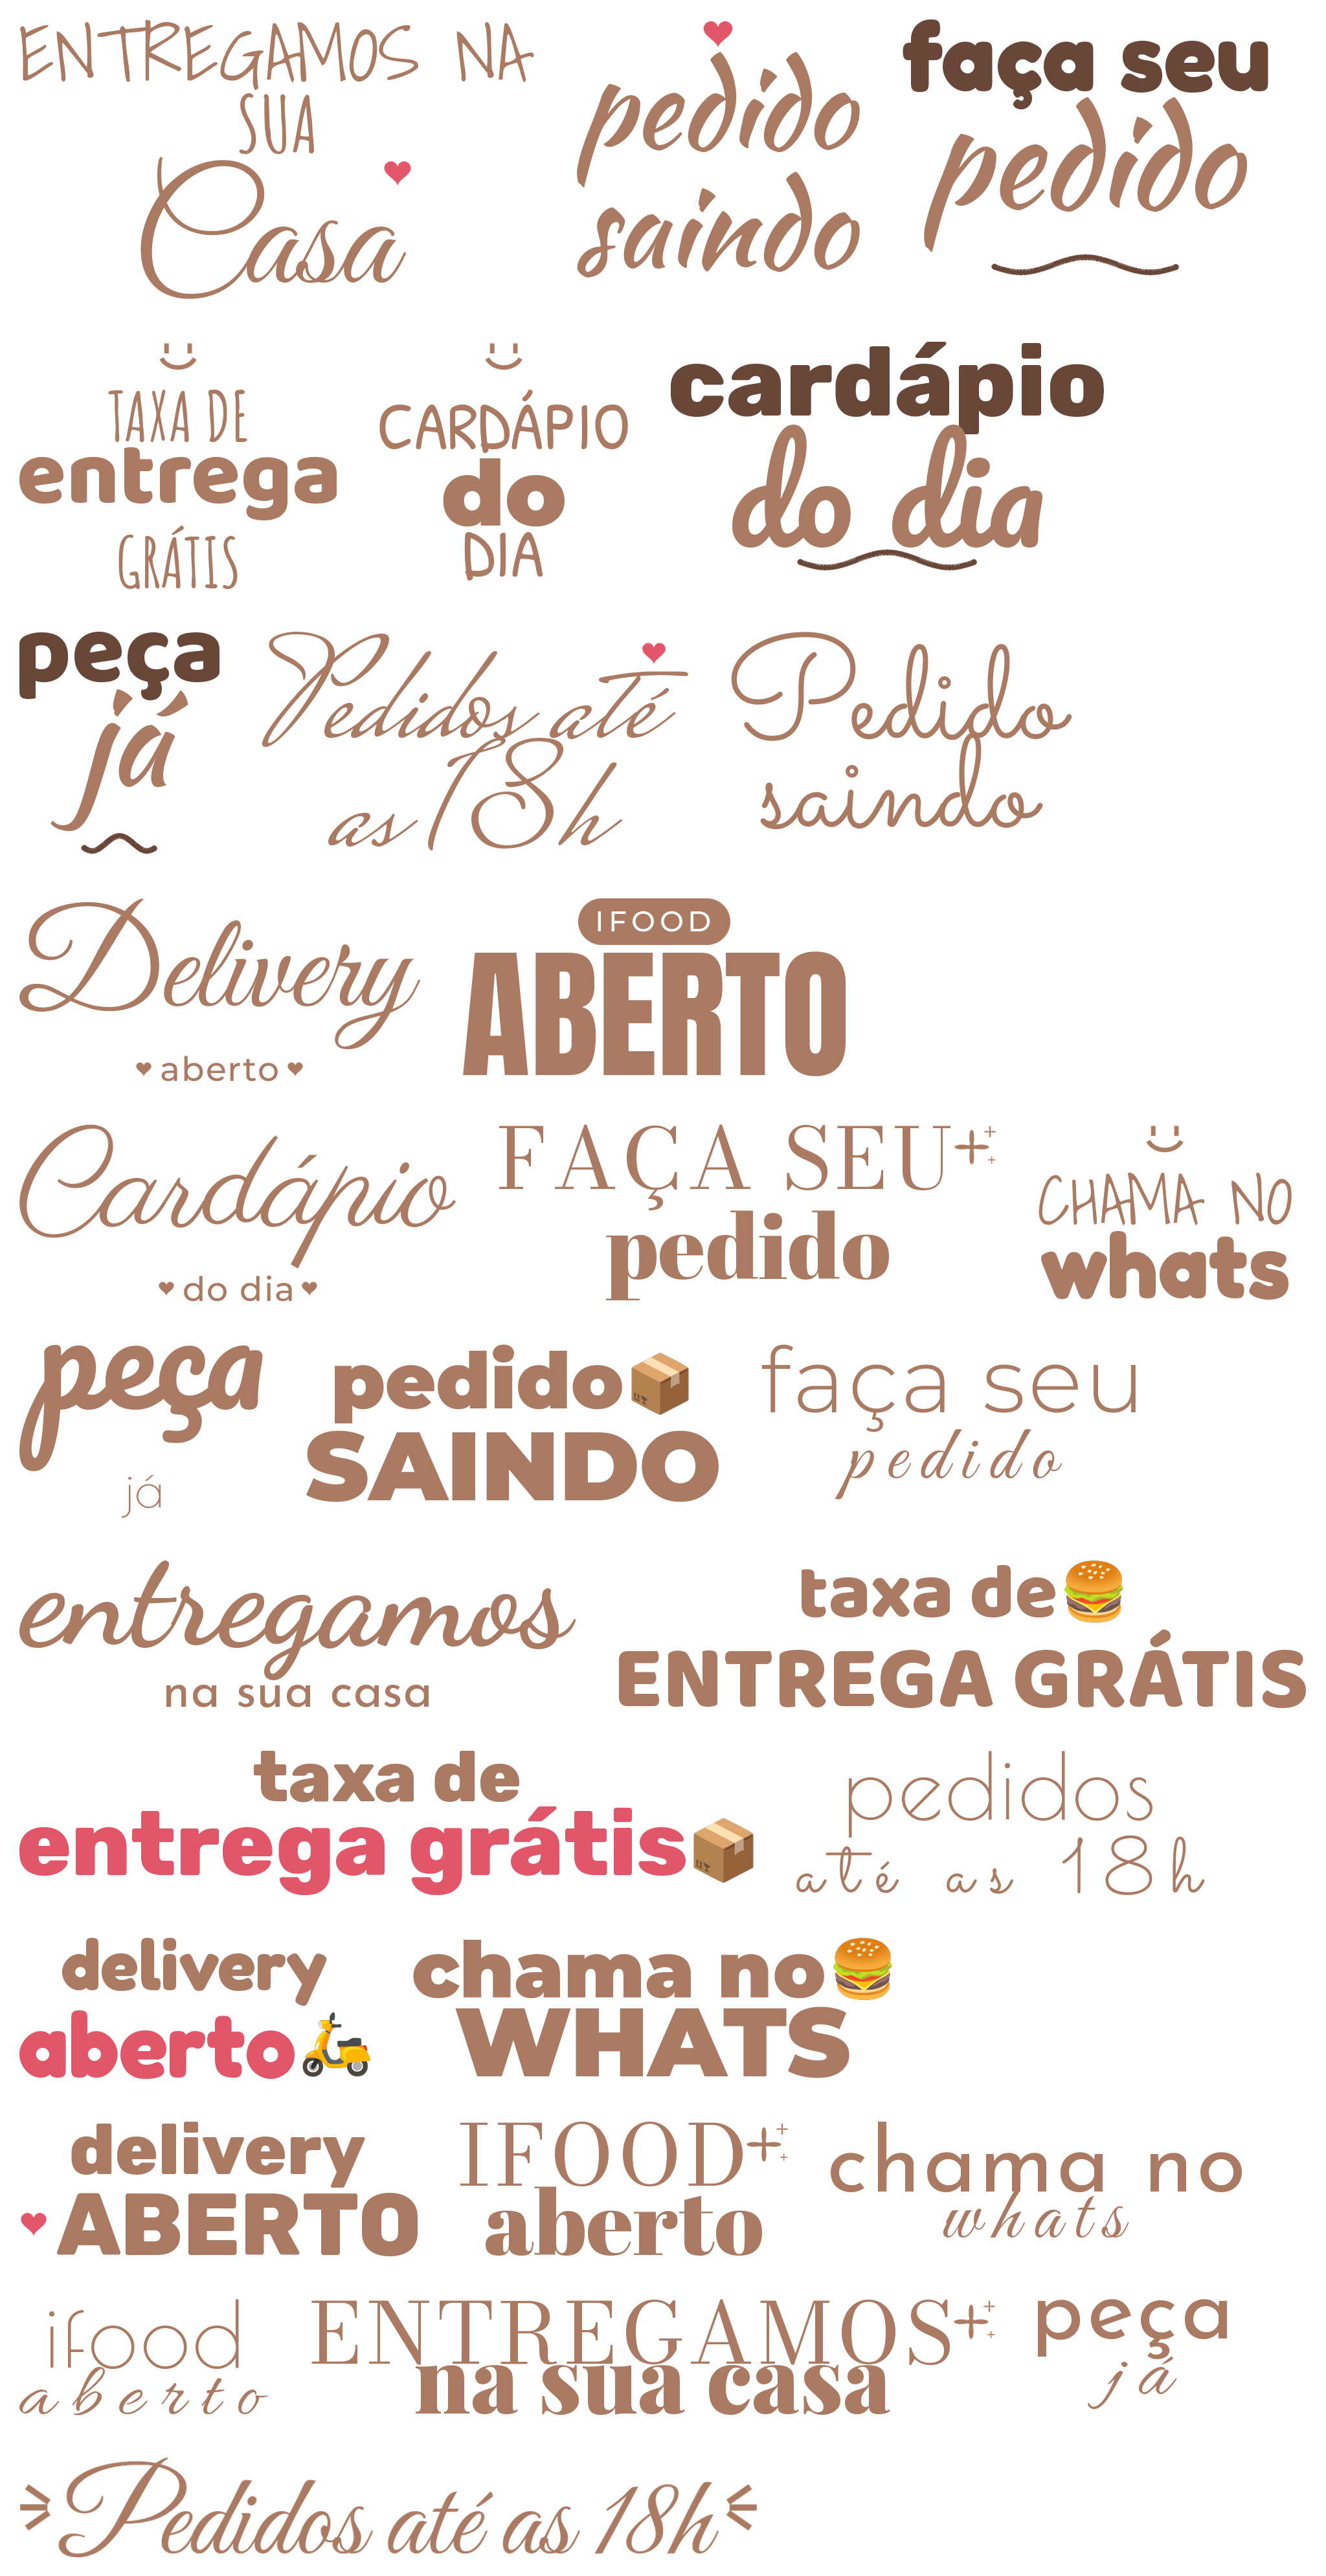 ENTREGAMOS NA
SUA
Casa
pedido
saindo
faça seu
pedido
TAXA DE
entrega
GRÁTIS
CARDÁPIO
do
DIA
cardápio
do dia
peça
já
Pedidos até
as 18h
Pedido
saindo
Delivery
aberto
IFOOD
ABERTO
Cardápio
do dia
FAÇA SEU
pedido
CHAMA NO
whats
peça
já
pedido
SAINDO
faça seu
pedido
entregamos
na sua casa
taxa de
ENTREGA GRÁTIS
taxa de
entrega grátis
pedidos
até as 18h
delivery
aberto
chama no
WHATS
delivery
ABERTO
IFOOD
aberto
chama no
whats
ifood
aberto
ENTREGAMOS
na sua casa
peça
já
Pedidos até as 18h